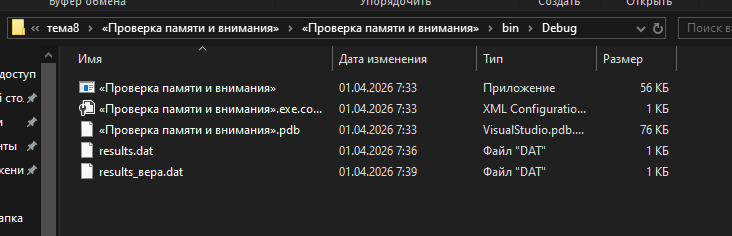 Буфер обмена Упорядочить Создать Открыть
« тема8 > «Проверка памяти и внимания» > «Проверка памяти и внимания» > bin > Debug Поиск в
Имя Дата изменения Тип Размер
доступ
«Проверка памяти и внимания» 01.04.2026 7:33 Приложение 56 КБ
й сто.
«Проверка памяти и внимания».exe.co... 01.04.2026 7:33 XML Configuratio... 1 КБ
и
«Проверка памяти и внимания».pdb 01.04.2026 7:33 VisualStudio.pdb.... 76 КБ
нты
results.dat 01.04.2026 7:36 Файл "DAT" 1 КБ
жени
results_вера.dat 01.04.2026 7:39 Файл "DAT" 1 КБ
апка